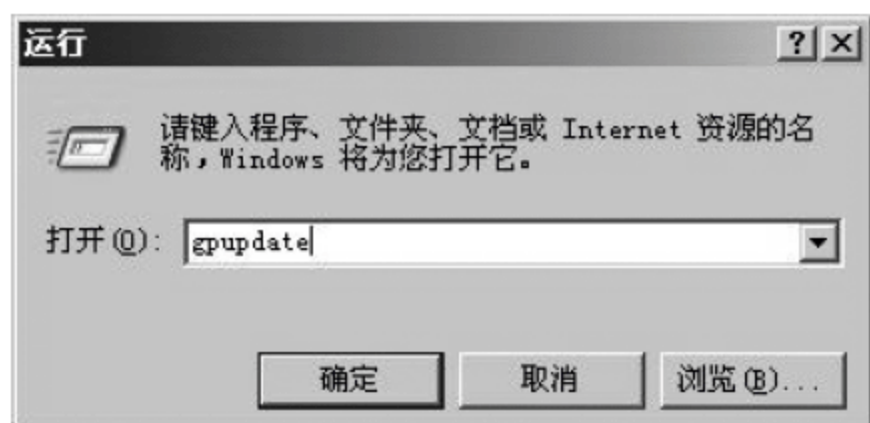 运行
请键入程序、文件夹、文档或 Internet 资源的名
称，Windows 将为您打开它。
打开(O): gpupdate
确定 取消 浏览(B)...